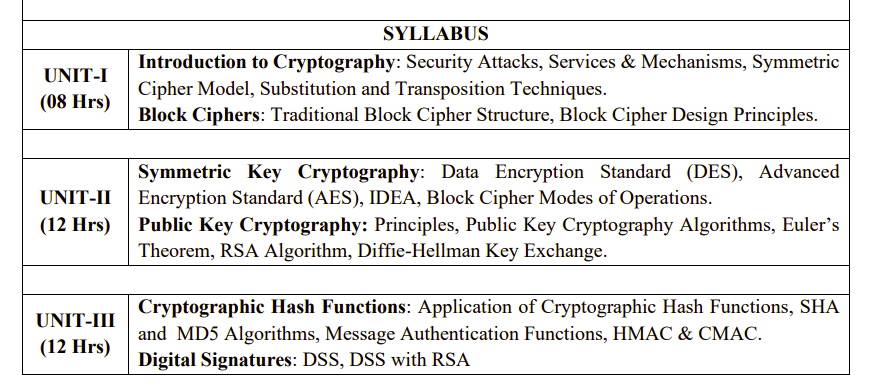 SYLLABUS
UNIT-I
(08 Hrs)
Introduction to Cryptography: Security Attacks, Services & Mechanisms, Symmetric
Cipher Model, Substitution and Transposition Techniques.
Block Ciphers: Traditional Block Cipher Structure, Block Cipher Design Principles.
UNIT-II
(12 Hrs)
Symmetric Key Cryptography: Data Encryption Standard (DES), Advanced
Encryption Standard (AES), IDEA, Block Cipher Modes of Operations.
Public Key Cryptography: Principles, Public Key Cryptography Algorithms, Euler’s
Theorem, RSA Algorithm, Diffie-Hellman Key Exchange.
UNIT-III
(12 Hrs)
Cryptographic Hash Functions: Application of Cryptographic Hash Functions, SHA
and MD5 Algorithms, Message Authentication Functions, HMAC & CMAC.
Digital Signatures: DSS, DSS with RSA